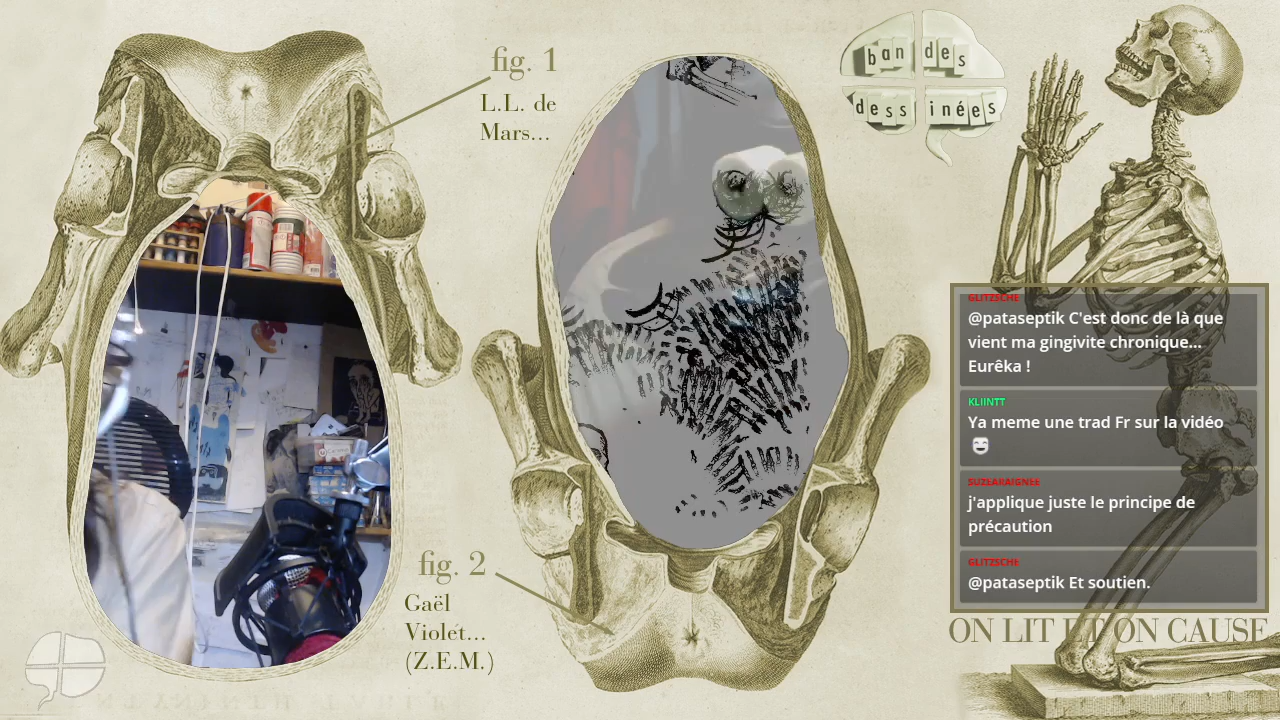 fig. 1
L.L. de
Mars...
ban des
dess inées
GLITZSCHE
@pataseptik C'est donc de là que
vient ma gingivite chronique...
Eurêka !
KLIINTT
Ya meme une trad Fr sur la vidéo
SUZEARAIGNÉE
j'applique juste le principe de
précaution
GLITZSCHE
@pataseptik Et soutien.
fig. 2
Gaël
Violet...
(Z.E.M.)
ON LIT ET ON CAUSE